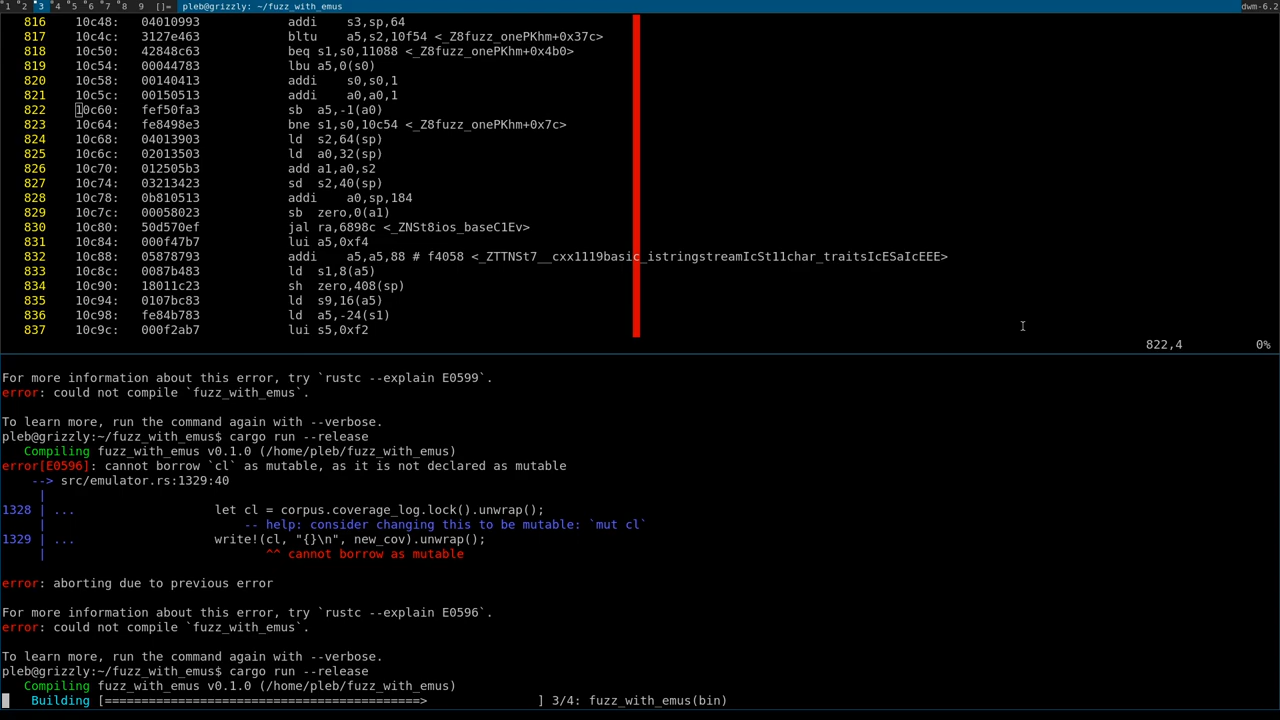 1 2 3 4 5 6 7 8 9 []= pleb@grizzly: ~/fuzz_with_emus dwm-6.2
816 10c48: 04010993 addi s3,sp,64
817 10c4c: 3127e463 bltu a5,s2,10f54 <_Z8fuzz_onePKhm+0x37c>
818 10c50: 42848c63 beq s1,s0,11088 <_Z8fuzz_onePKhm+0x4b0>
819 10c54: 00044783 lbu a5,0(s0)
820 10c58: 00140413 addi s0,s0,1
821 10c5c: 00150513 addi a0,a0,1
822 10c60: fef50fa3 sb a5,-1(a0)
823 10c64: fe8498e3 bne s1,s0,10c54 <_Z8fuzz_onePKhm+0x7c>
824 10c68: 04013903 ld s2,64(sp)
825 10c6c: 02013503 ld a0,32(sp)
826 10c70: 012505b3 add a1,a0,s2
827 10c74: 03213423 sd s2,40(sp)
828 10c78: 0b810513 addi a0,sp,184
829 10c7c: 00058023 sb zero,0(a1)
830 10c80: 50d570ef jal ra,6898c <_ZNSt8ios_baseC1Ev>
831 10c84: 000f47b7 lui a5,0xf4
832 10c88: 05878793 addi a5,a5,88 # f4058 <_ZTTNSt7__cxx1119basic_istringstreamIcSt11char_traitsIcESaIcEEE>
833 10c8c: 0087b483 ld s1,8(a5)
834 10c90: 18011c23 sh zero,408(sp)
835 10c94: 0107bc83 ld s9,16(a5)
836 10c98: fe84b783 ld a5,-24(s1)
837 10c9c: 000f2ab7 lui s5,0xf2
822,4 0%
For more information about this error, try `rustc --explain E0599`.
error: could not compile `fuzz_with_emus`.
To learn more, run the command again with --verbose.
pleb@grizzly:~/fuzz_with_emus$ cargo run --release
Compiling fuzz_with_emus v0.1.0 (/home/pleb/fuzz_with_emus)
error[E0596]: cannot borrow `cl` as mutable, as it is not declared as mutable
--> src/emulator.rs:1329:40
|
1328 | ... let cl = corpus.coverage_log.lock().unwrap();
| -- help: consider changing this to be mutable: `mut cl`
1329 | ... write!(cl, "{}\n", new_cov).unwrap();
| ^^ cannot borrow as mutable
error: aborting due to previous error
For more information about this error, try `rustc --explain E0596`.
error: could not compile `fuzz_with_emus`.
To learn more, run the command again with --verbose.
pleb@grizzly:~/fuzz_with_emus$ cargo run --release
Compiling fuzz_with_emus v0.1.0 (/home/pleb/fuzz_with_emus)
Building [==========================================> ] 3/4: fuzz_with_emus(bin)